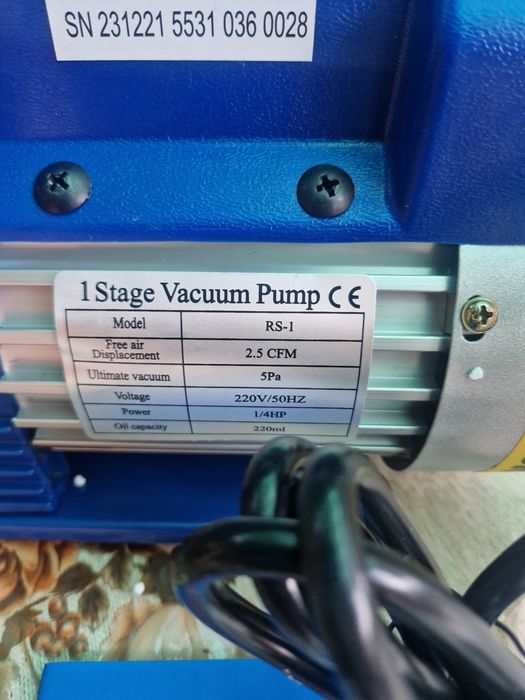 SN 231221 5531 036 0028
1 Stage Vacuum Pump CE
Model RS-1
Free air
Displacement 2.5 CFM
Ultimate vacuum 5Pa
Voltage 220V/50HZ
Power 1/4HP
Oil capacity 220ml